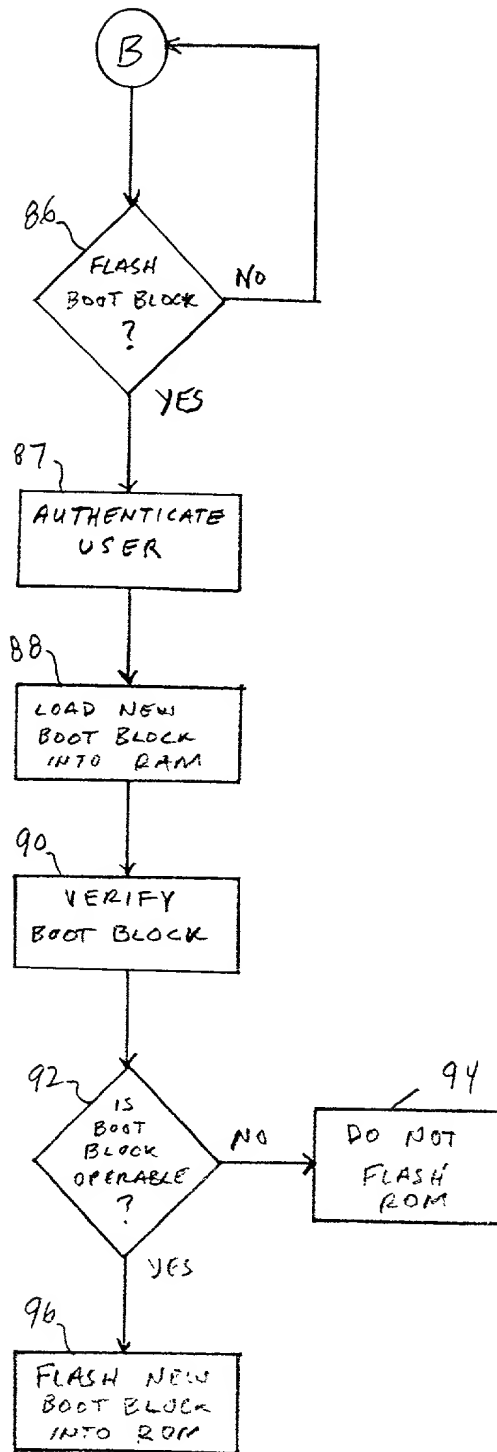 B
86
FLASH
BOOT BLOCK
?
NO
YES
87
AUTHENTICATE
USER
88
LOAD NEW
BOOT BLOCK
INTO RAM
90
VERIFY
BOOT BLOCK
92
IS
BOOT
BLOCK
OPERABLE
?
NO
94
DO NOT
FLASH
ROM
YES
96
FLASH NEW
BOOT BLOCK
INTO ROM